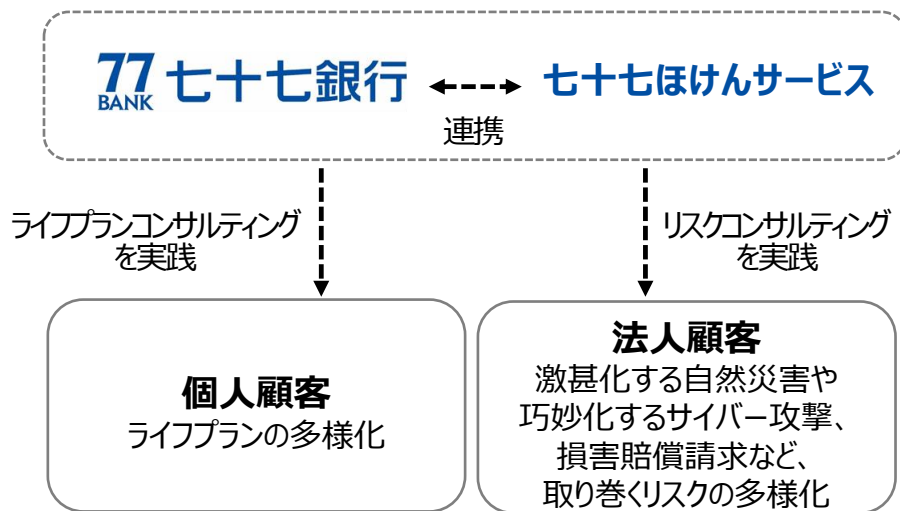 77
BANK
七十七銀行
七十七ほけんサービス
連携
ライフプランコンサルティング
を実践
リスクコンサルティング
を実践
個人顧客
ライフプランの多様化
法人顧客
激甚化する自然災害や
巧妙化するサイバー攻撃、
損害賠償請求など、
取り巻くリスクの多様化